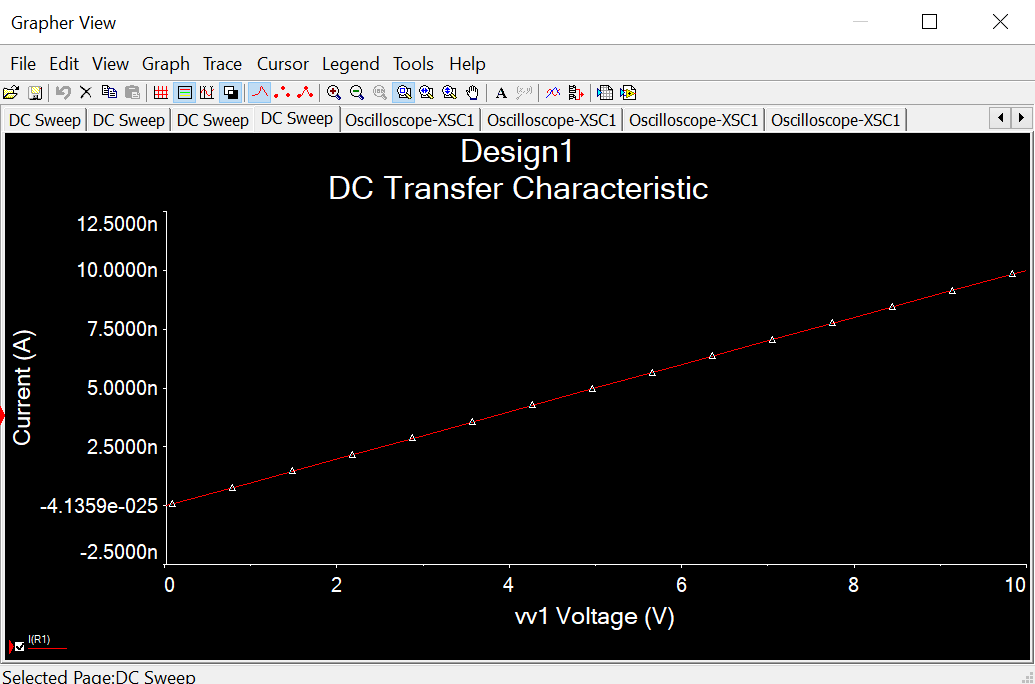 Grapher View
File Edit View Graph Trace Cursor Legend Tools Help
A
DC Sweep DC Sweep DC Sweep DC Sweep Oscilloscope-XSC1 Oscilloscope-XSC1 Oscilloscope-XSC1 Oscilloscope-XSC1
Design1
DC Transfer Characteristic
12.5000n
10.0000n
7.5000n
5.0000n
2.5000n
-4.1359e-025
-2.5000n
Current (A)
0 2 4 6 8 10
vv1 Voltage (V)
I(R1)
Selected Page:DC Sweep